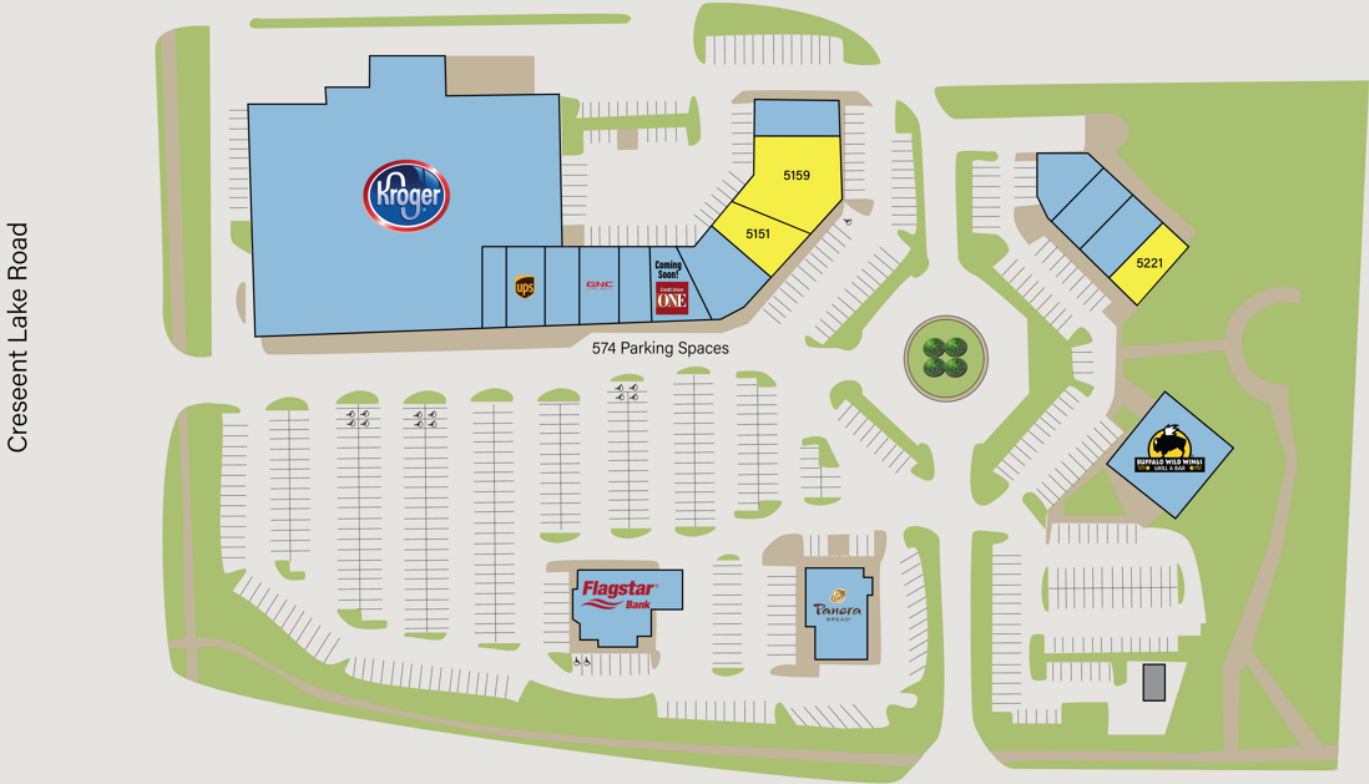 Creseent Lake Road
Kroger
5159
5151
5221
ups
GNC
Coming
Soon!
Credit Union
ONE
574 Parking Spaces
BUFFALO WILD WINGS
GRILL & BAR
Flagstar
Bank
Panera
BREAD